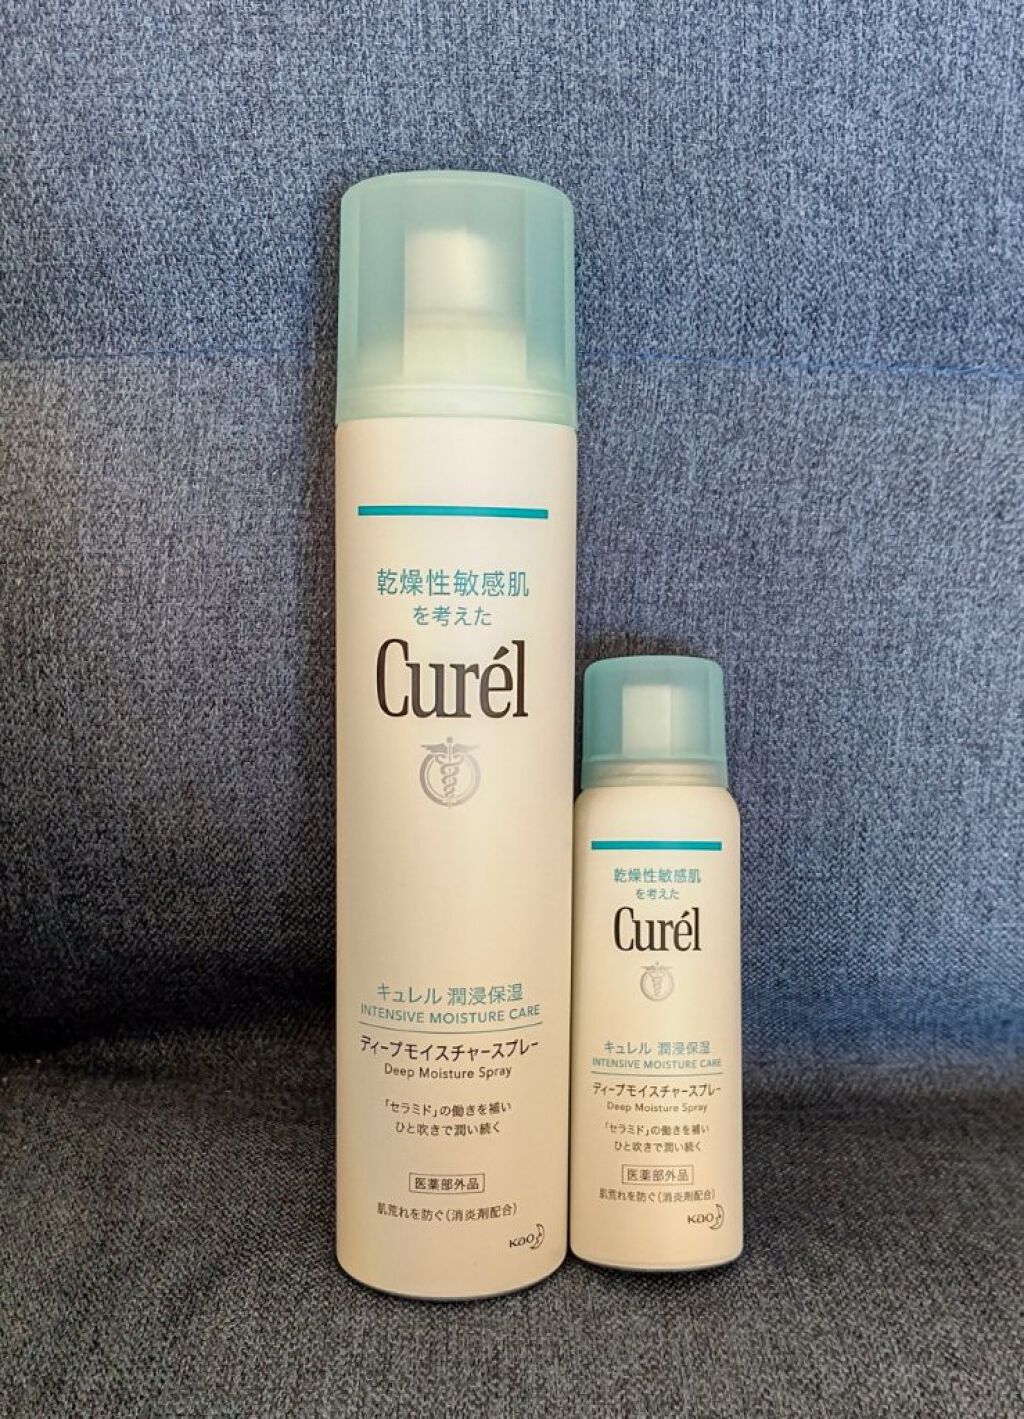 乾燥性敏感肌
を考えた
Curél
キュレル 潤浸保湿
INTENSIVE MOISTURE CARE
ディープモイスチャースプレー
Deep Moisture Spray
「セラミド」の働きを補い
ひと吹きで潤い続く
医薬部外品
肌荒れを防ぐ(消炎剤配合)
Kao
乾燥性敏感肌
を考えた
Curél
キュレル 潤浸保湿
INTENSIVE MOISTURE CARE
ディープモイスチャースプレー
Deep Moisture Spray
「セラミド」の働きを補い
ひと吹きで潤い続く
医薬部外品
肌荒れを防ぐ(消炎剤配合)
Kao